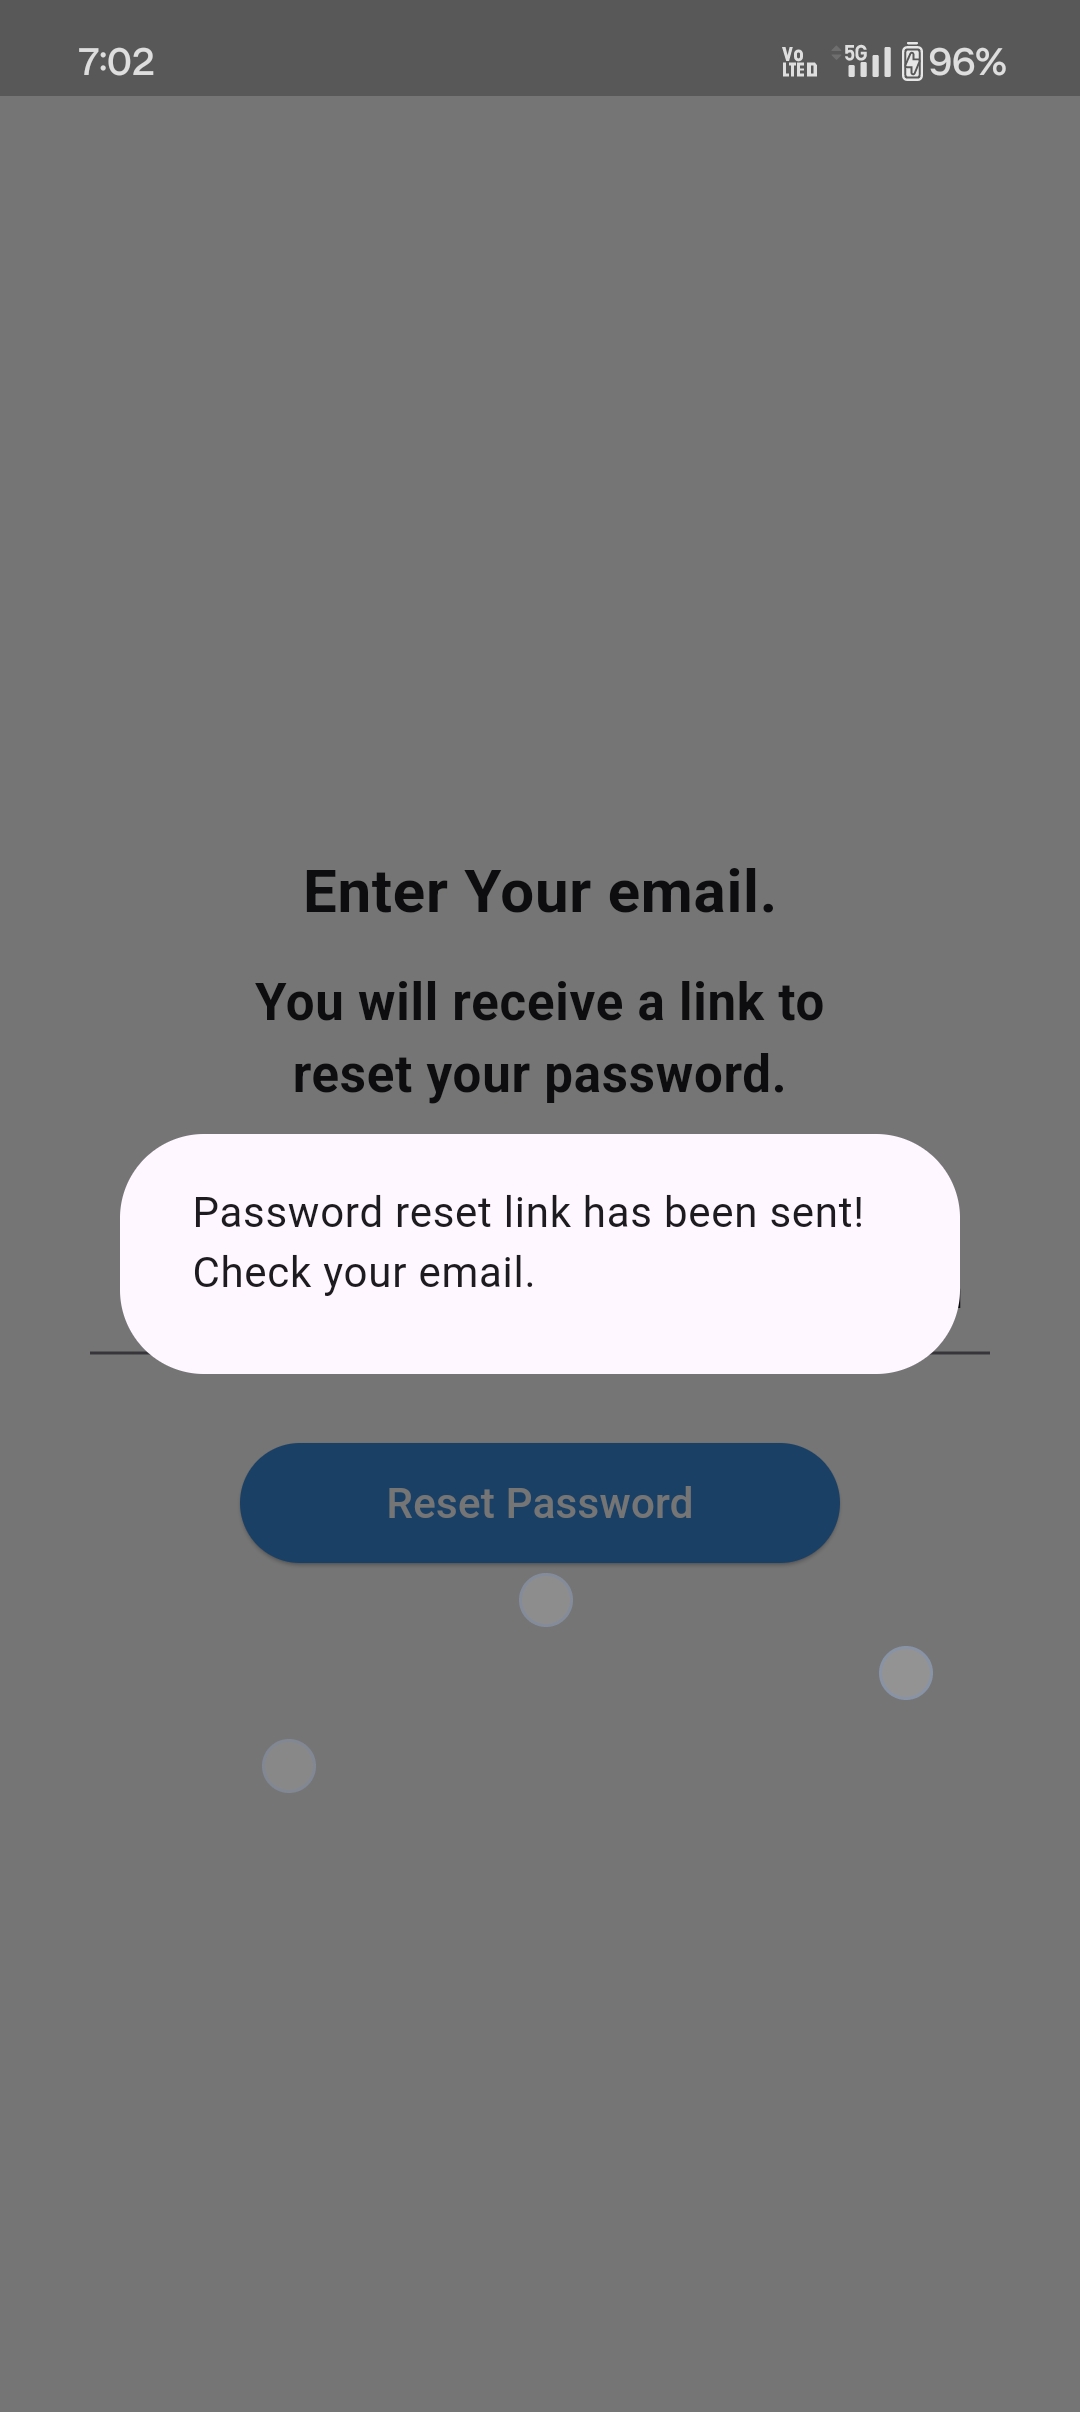 7:02
Vo
LTED
5G
96%
Enter Your email.
You will receive a link to
reset your password.
Password reset link has been sent!
Check your email.
Reset Password